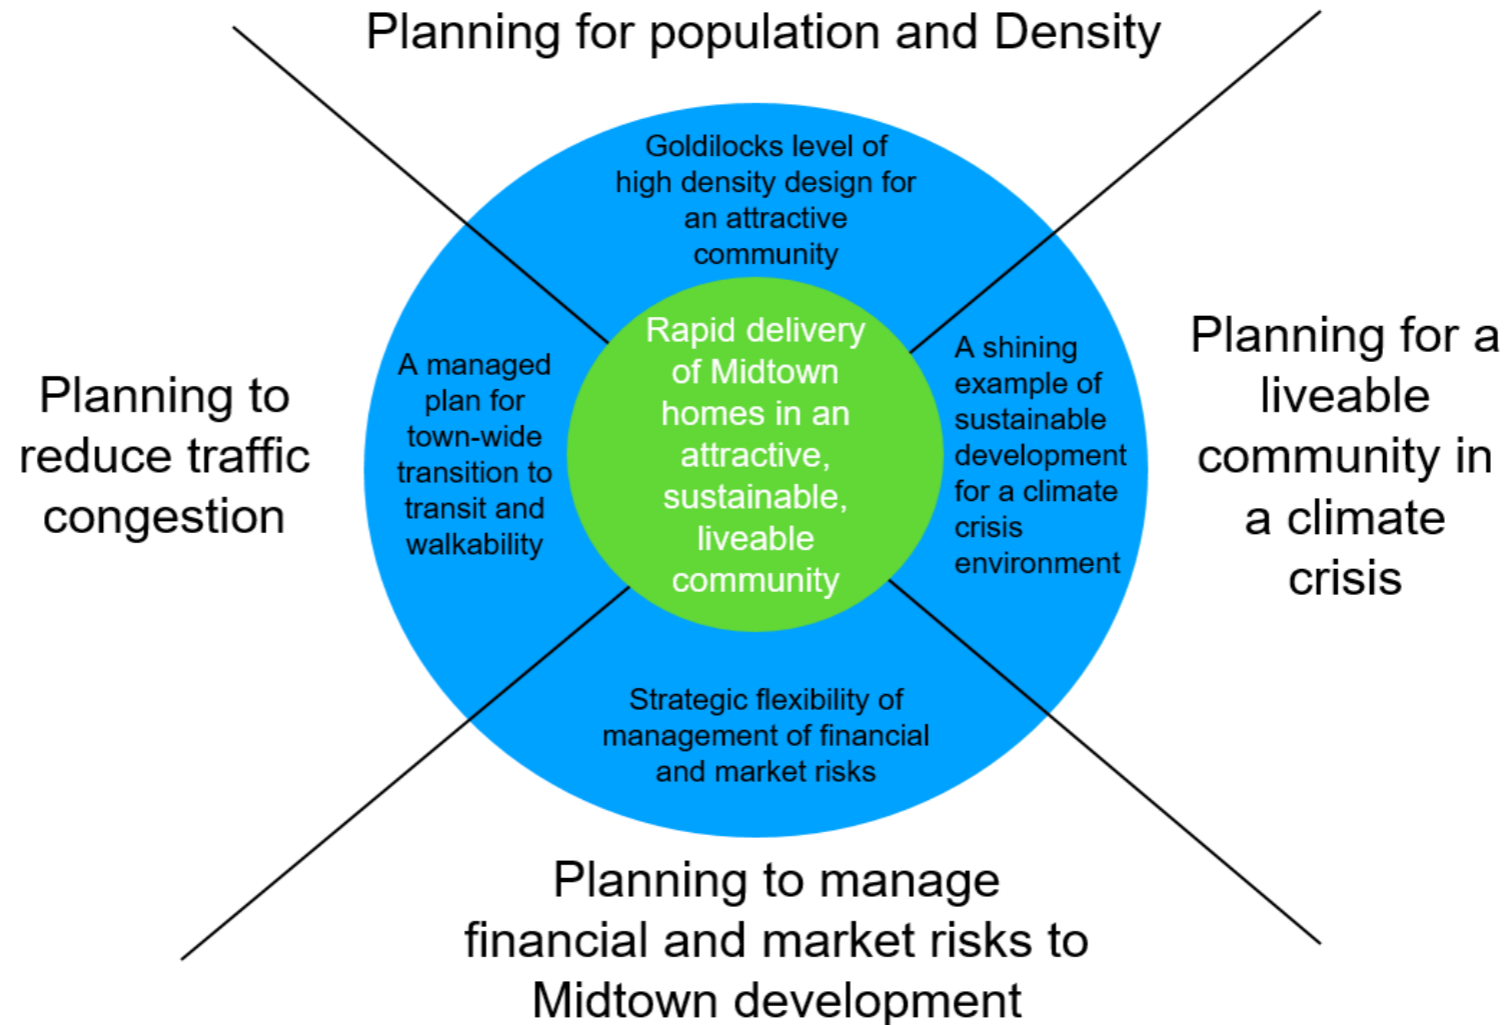 Planning for population and Density
Goldilocks level of
high density design for
an attractive
community
Planning to
reduce traffic
congestion
A managed
plan for
town-wide
transition to
transit and
walkability
Rapid delivery
of Midtown
homes in an
attractive,
sustainable,
liveable
community
A shining
example of
sustainable
development
for a climate
crisis
environment
Planning for a
liveable
community in
a climate
crisis
Strategic flexibility of
management of financial
and market risks
Planning to manage
financial and market risks to
Midtown development